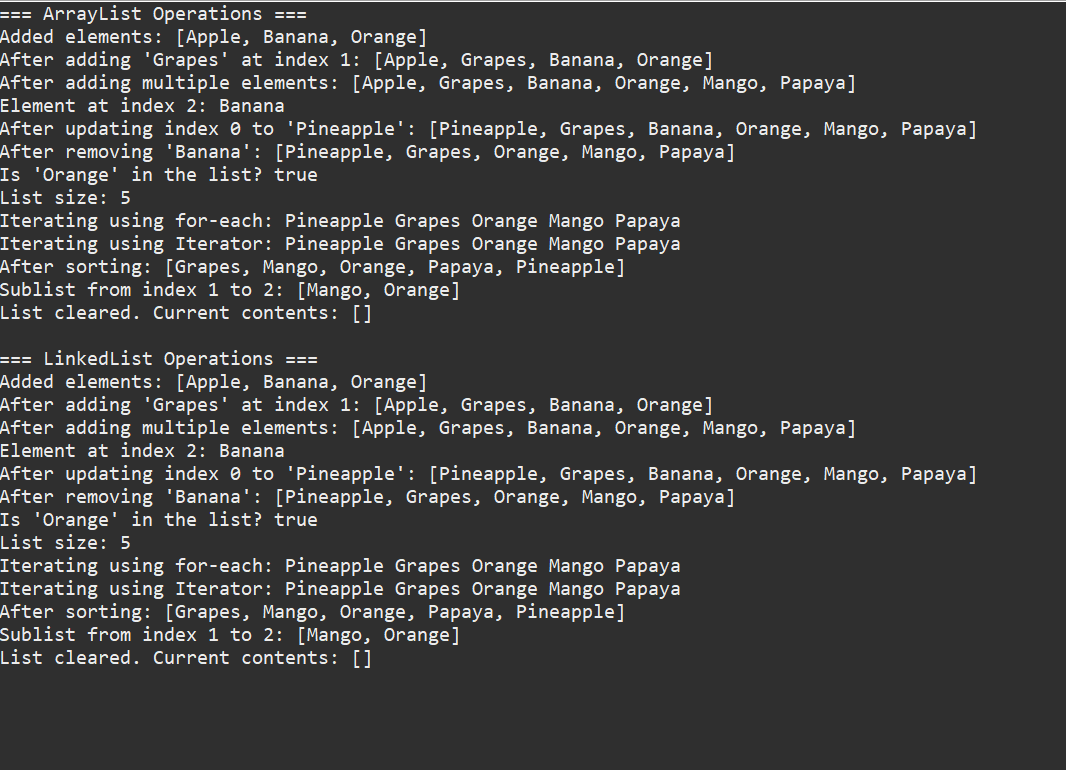 === ArrayList Operations ===
Added elements: [Apple, Banana, Orange]
After adding 'Grapes' at index 1: [Apple, Grapes, Banana, Orange]
After adding multiple elements: [Apple, Grapes, Banana, Orange, Mango, Papaya]
Element at index 2: Banana
After updating index 0 to 'Pineapple': [Pineapple, Grapes, Banana, Orange, Mango, Papaya]
After removing 'Banana': [Pineapple, Grapes, Orange, Mango, Papaya]
Is 'Orange' in the list? true
List size: 5
Iterating using for-each: Pineapple Grapes Orange Mango Papaya
Iterating using Iterator: Pineapple Grapes Orange Mango Papaya
After sorting: [Grapes, Mango, Orange, Papaya, Pineapple]
Sublist from index 1 to 2: [Mango, Orange]
List cleared. Current contents: []

=== LinkedList Operations ===
Added elements: [Apple, Banana, Orange]
After adding 'Grapes' at index 1: [Apple, Grapes, Banana, Orange]
After adding multiple elements: [Apple, Grapes, Banana, Orange, Mango, Papaya]
Element at index 2: Banana
After updating index 0 to 'Pineapple': [Pineapple, Grapes, Banana, Orange, Mango, Papaya]
After removing 'Banana': [Pineapple, Grapes, Orange, Mango, Papaya]
Is 'Orange' in the list? true
List size: 5
Iterating using for-each: Pineapple Grapes Orange Mango Papaya
Iterating using Iterator: Pineapple Grapes Orange Mango Papaya
After sorting: [Grapes, Mango, Orange, Papaya, Pineapple]
Sublist from index 1 to 2: [Mango, Orange]
List cleared. Current contents: []